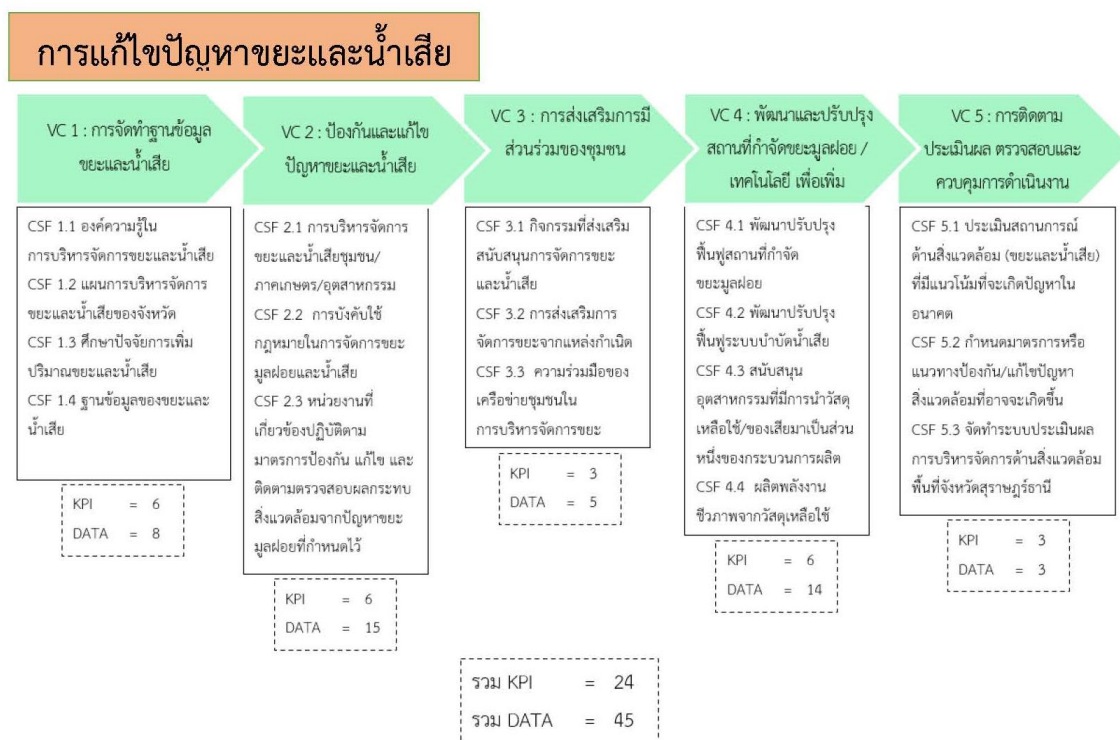 การแก้ไขปัญหาขยะและน้ำเสีย
VC 1 : การจัดทำฐานข้อมูล
ขยะและน้ำเสีย
VC 2 : ป้องกันและแก้ไข
ปัญหาขยะและน้ำเสีย
VC 3 : การส่งเสริมการมี
ส่วนร่วมของชุมชน
VC 4 : พัฒนาและปรับปรุง
สถานที่กำจัดขยะมูลฝอย /
เทคโนโลยี เพื่อเพิ่ม
VC 5 : การติดตาม
ประเมินผล ตรวจสอบและ
ควบคุมการดำเนินงาน
CSF 1.1 องค์ความรู้ใน
การบริหารจัดการขยะและน้ำเสีย
CSF 1.2 แผนการบริหารจัดการ
ขยะและน้ำเสียของจังหวัด
CSF 1.3 ศึกษาปัจจัยการเพิ่ม
ปริมาณขยะและน้ำเสีย
CSF 1.4 ฐานข้อมูลของขยะและ
น้ำเสีย
KPI = 6
DATA = 8
CSF 2.1 การบริหารจัดการ
ขยะและน้ำเสียชุมชน/
ภาคเกษตร/อุตสาหกรรม
CSF 2.2 การบังคับใช้
กฎหมายในการจัดการขยะ
มูลฝอยและน้ำเสีย
CSF 2.3 หน่วยงานที่
เกี่ยวข้องปฏิบัติตาม
มาตรการป้องกัน แก้ไข และ
ติดตามตรวจสอบผลกระทบ
สิ่งแวดล้อมจากปัญหาขยะ
มูลฝอยที่กำหนดไว้
KPI = 6
DATA = 15
CSF 3.1 กิจกรรมที่ส่งเสริม
สนับสนุนการจัดการขยะ
และน้ำเสีย
CSF 3.2 การส่งเสริมการ
จัดการขยะจากแหล่งกำเนิด
CSF 3.3 ความร่วมมือของ
เครือข่ายชุมชนใน
การบริหารจัดการขยะ
KPI = 3
DATA = 5
CSF 4.1 พัฒนาปรับปรุง
ฟื้นฟูสถานที่กำจัด
ขยะมูลฝอย
CSF 4.2 พัฒนาปรับปรุง
ฟื้นฟูระบบบำบัดน้ำเสีย
CSF 4.3 สนับสนุน
อุตสาหกรรมที่มีการนำวัสดุ
เหลือใช้/ของเสียมาเป็นส่วน
หนึ่งของกระบวนการผลิต
CSF 4.4 ผลิตพลังงาน
ชีวภาพจากวัสดุเหลือใช้
KPI = 6
DATA = 14
CSF 5.1 ประเมินสถานการณ์
ด้านสิ่งแวดล้อม (ขยะและน้ำเสีย)
ที่มีแนวโน้มที่จะเกิดปัญหาใน
อนาคต
CSF 5.2 กำหนดมาตรการหรือ
แนวทางป้องกัน/แก้ไขปัญหา
สิ่งแวดล้อมที่อาจจะเกิดขึ้น
CSF 5.3 จัดทำระบบประเมินผล
การบริหารจัดการด้านสิ่งแวดล้อม
พื้นที่จังหวัดสุราษฎร์ธานี
KPI = 3
DATA = 3
รวม KPI = 24
รวม DATA = 45